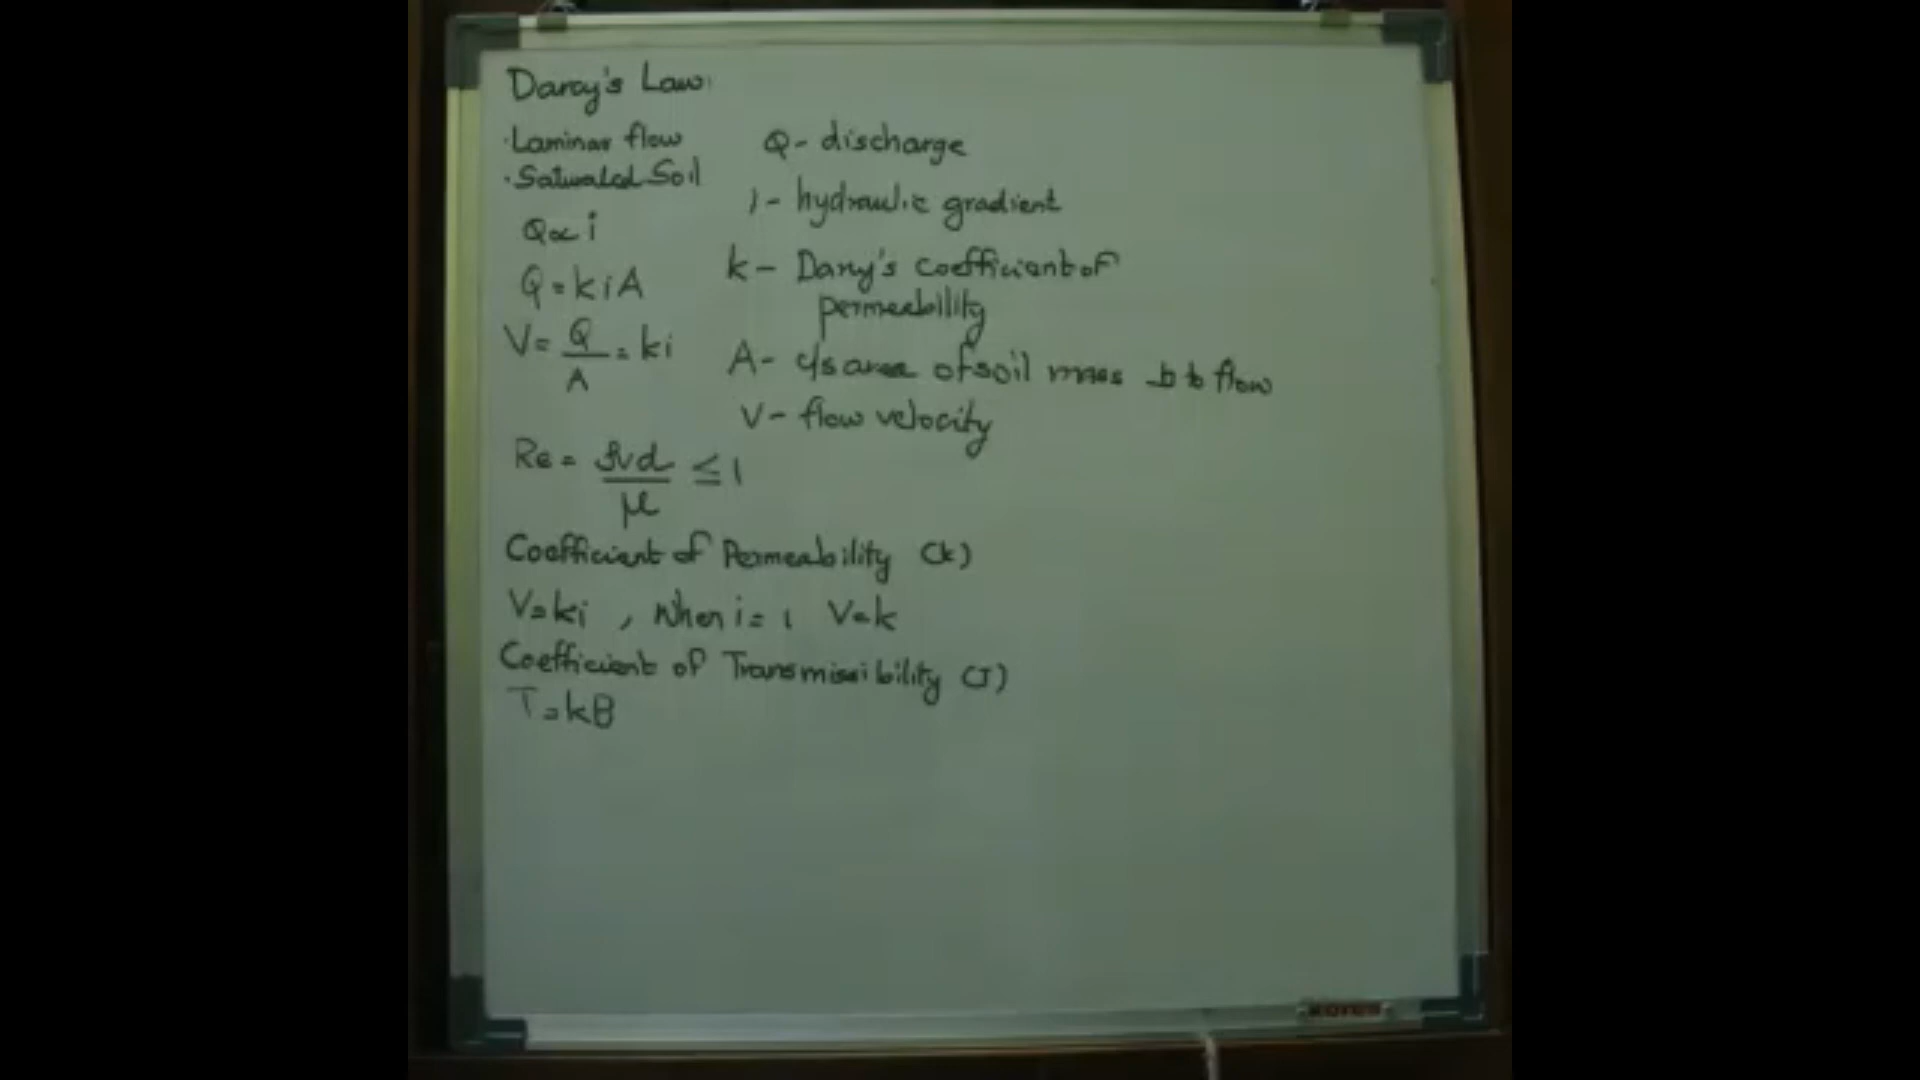 Darcy's Law:
·Laminar flow
·Saturated Soil
Q∝i
Q=kiA
V=Q/A=ki
Q- discharge
i- hydraulic gradient
k- Darcy's coefficient of
permeability
A- c/s area of soil mass ⊥ to flow
V- flow velocity
Re=ρvd/μ ≤1
Coefficient of Permeability (k)
V=ki , When i=1 V=k
Coefficient of Transmissibility (T)
T=kB